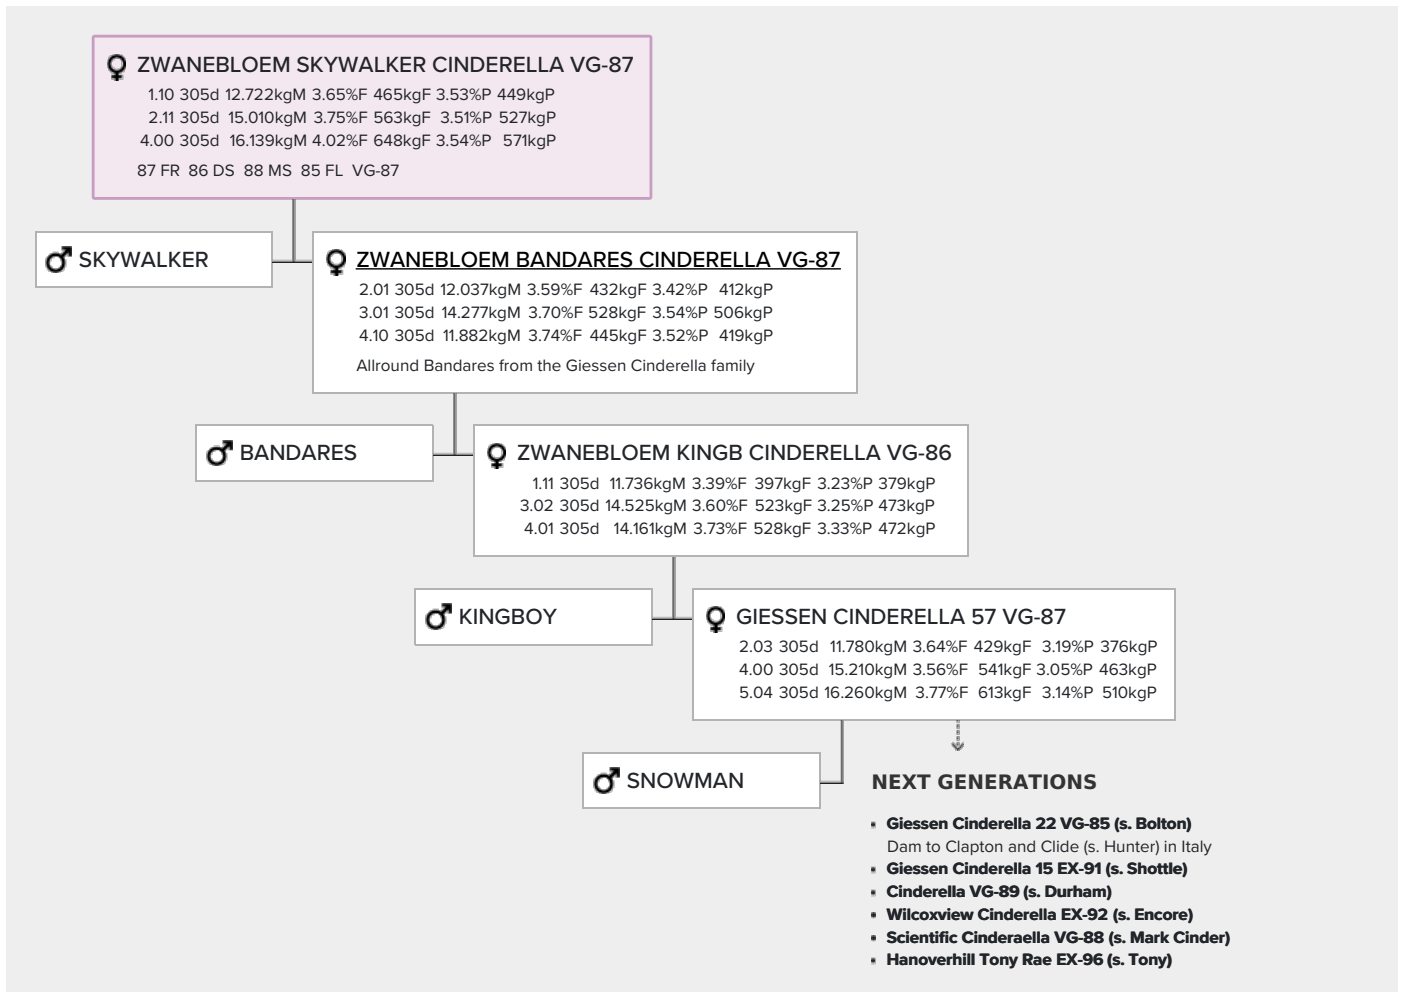 ZWANEBLOEM SKYWALKER CINDERELLA VG-87
1.10 305d 12.722kgM 3.65%F 465kgF 3.53%P 449kgP
2.11 305d 15.010kgM 3.75%F 563kgF 3.51%P 527kgP
4.00 305d 16.139kgM 4.02%F 648kgF 3.54%P 571kgP
87 FR 86 DS 88 MS 85 FL VG-87
SKYWALKER
ZWANEBLOEM BANDARES CINDERELLA VG-87
2.01 305d 12.037kgM 3.59%F 432kgF 3.42%P 412kgP
3.01 305d 14.277kgM 3.70%F 528kgF 3.54%P 506kgP
4.10 305d 11.882kgM 3.74%F 445kgF 3.52%P 419kgP
Allround Bandares from the Giessen Cinderella family
BANDARES
ZWANEBLOEM KINGB CINDERELLA VG-86
1.11 305d 11.736kgM 3.39%F 397kgF 3.23%P 379kgP
3.02 305d 14.525kgM 3.60%F 523kgF 3.25%P 473kgP
4.01 305d 14.161kgM 3.73%F 528kgF 3.33%P 472kgP
KINGBOY
GIESSEN CINDERELLA 57 VG-87
2.03 305d 11.780kgM 3.64%F 429kgF 3.19%P 376kgP
4.00 305d 15.210kgM 3.56%F 541kgF 3.05%P 463kgP
5.04 305d 16.260kgM 3.77%F 613kgF 3.14%P 510kgP
SNOWMAN
NEXT GENERATIONS
Giessen Cinderella 22 VG-85 (s. Bolton)
Dam to Clapton and Clide (s. Hunter) in Italy
Giessen Cinderella 15 EX-91 (s. Shottle)
Cinderella VG-89 (s. Durham)
Wilcoxview Cinderella EX-92 (s. Encore)
Scientific Cinderaella VG-88 (s. Mark Cinder)
Hanoverhill Tony Rae EX-96 (s. Tony)